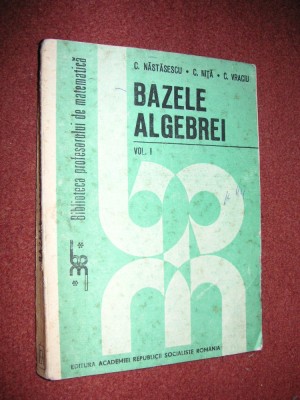 C. NĂSTĂSESCU • C. NIŢĂ • C. VRACIU
BAZELE
ALGEBREI
VOL. I
Biblioteca profesorului de matematică
EDITURA ACADEMIEI REPUBLICII SOCIALISTE ROMÂNIA